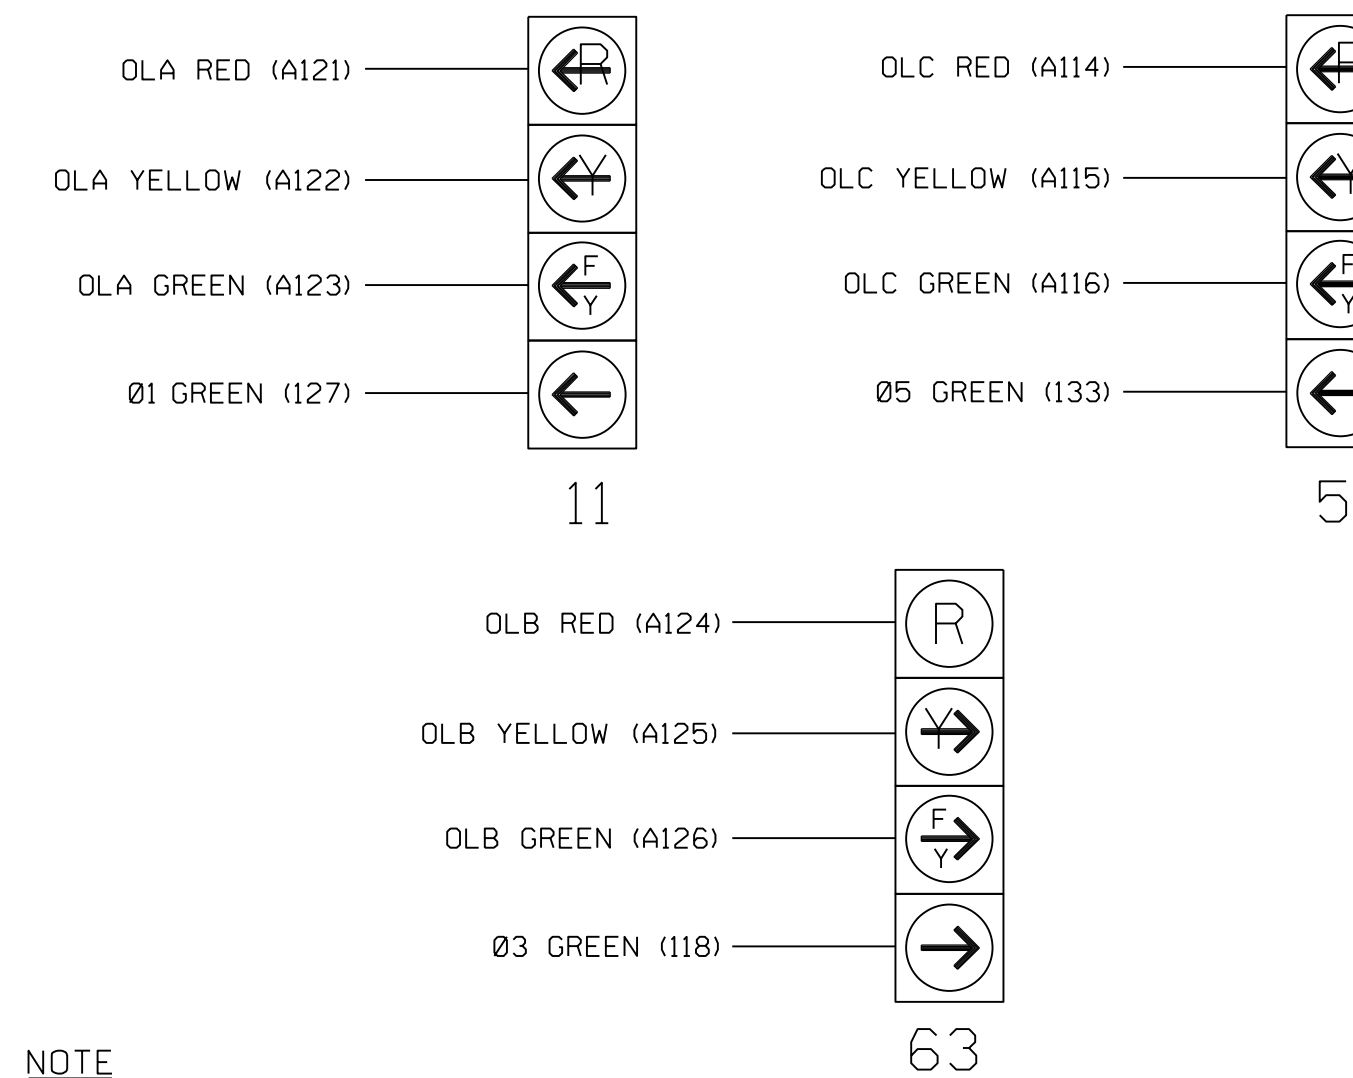 OLA RED (A121)
R
OLA YELLOW (A122)
Y
OLA GREEN (A123)
F
Y
Ø1 GREEN (127)
11
OLC RED (A114)
OLC YELLOW (A115)
Y
OLC GREEN (A116)
F
Y
Ø5 GREEN (133)
5
OLB RED (A124)
R
OLB YELLOW (A125)
Y
OLB GREEN (A126)
F
Y
Ø3 GREEN (118)
63
NOTE